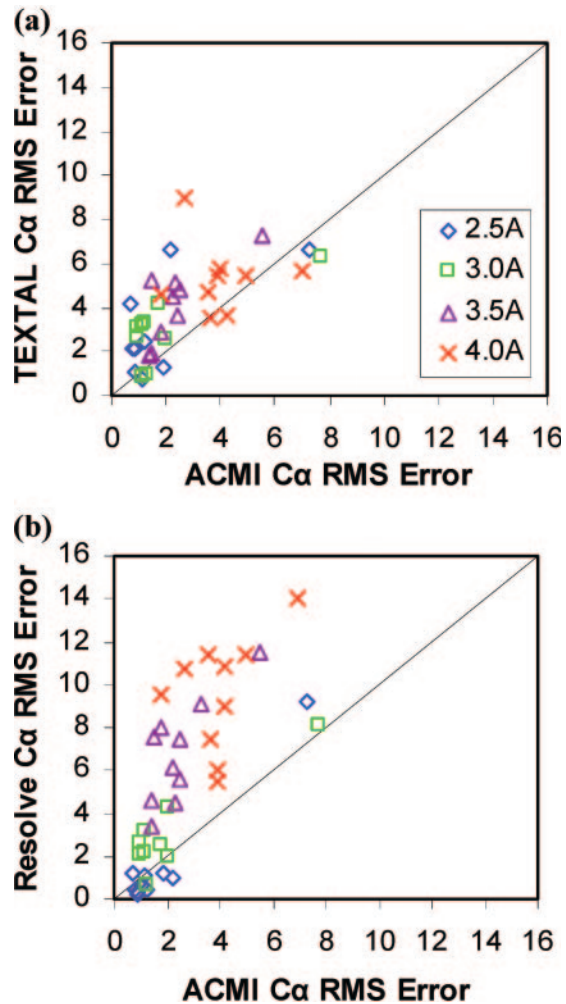 (a)
16
14
12
10
8
6
4
2
0
TEXTAL Cα RMS Error
2.5A
3.0A
3.5A
4.0A
0 2 4 6 8 10 12 14 16
ACMI Cα RMS Error
(b)
16
14
12
10
8
6
4
2
0
Resolve Cα RMS Error
0 2 4 6 8 10 12 14 16
ACMI Cα RMS Error